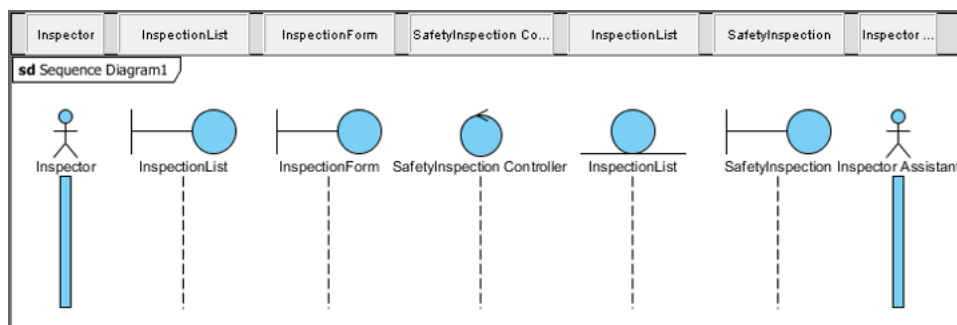 Inspector InspectionList InspectionForm SafetyInspection Co... InspectionList SafetyInspection Inspector ...
sd Sequence Diagram1
Inspector InspectionList InspectionForm SafetyInspection Controller InspectionList SafetyInspection Inspector Assistant